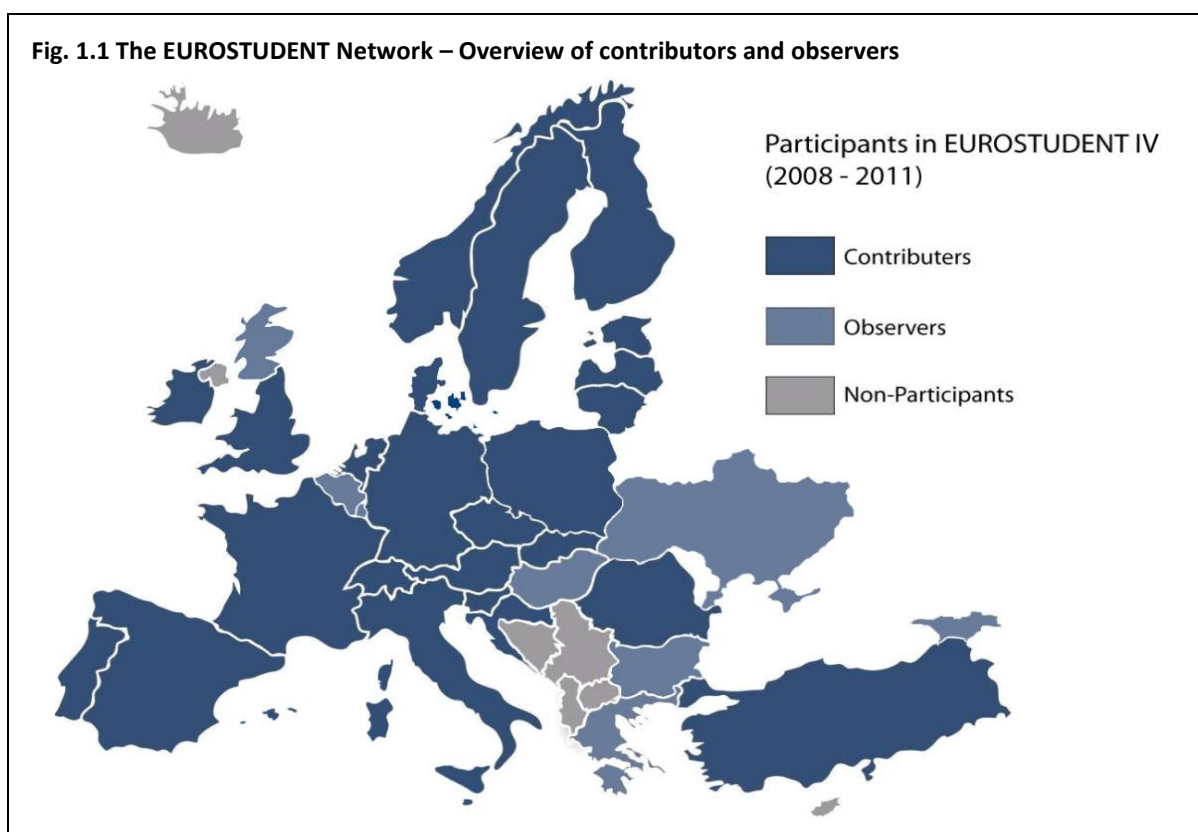 Fig. 1.1 The EUROSTUDENT Network – Overview of contributors and observers
Participants in EUROSTUDENT IV
(2008 - 2011)
Contributers
Observers
Non-Participants